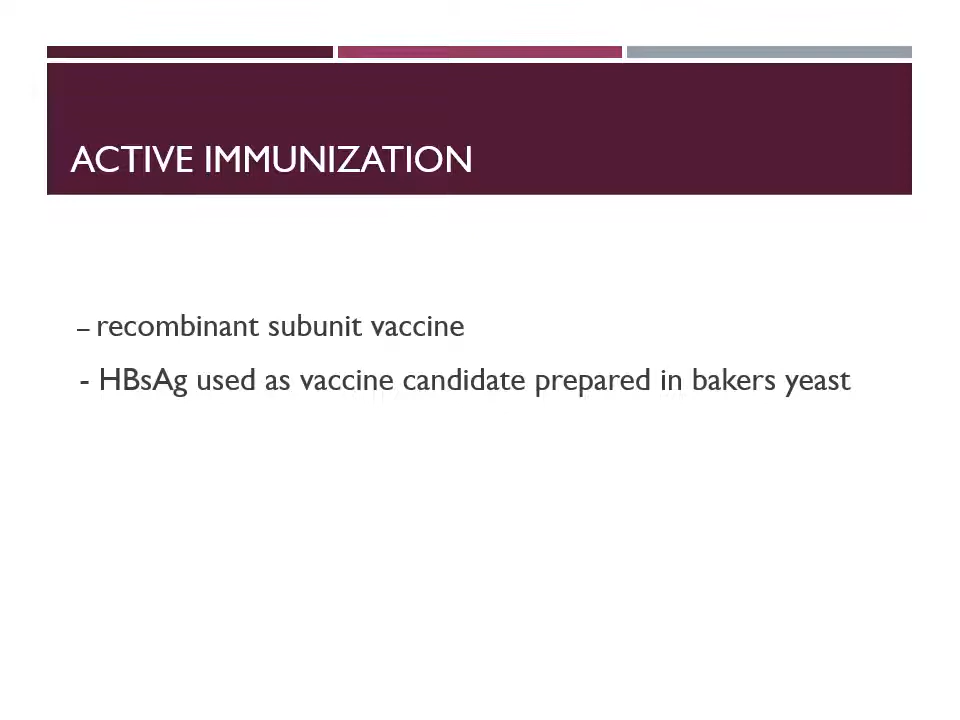 ACTIVE IMMUNIZATION
– recombinant subunit vaccine
- HBsAg used as vaccine candidate prepared in bakers yeast